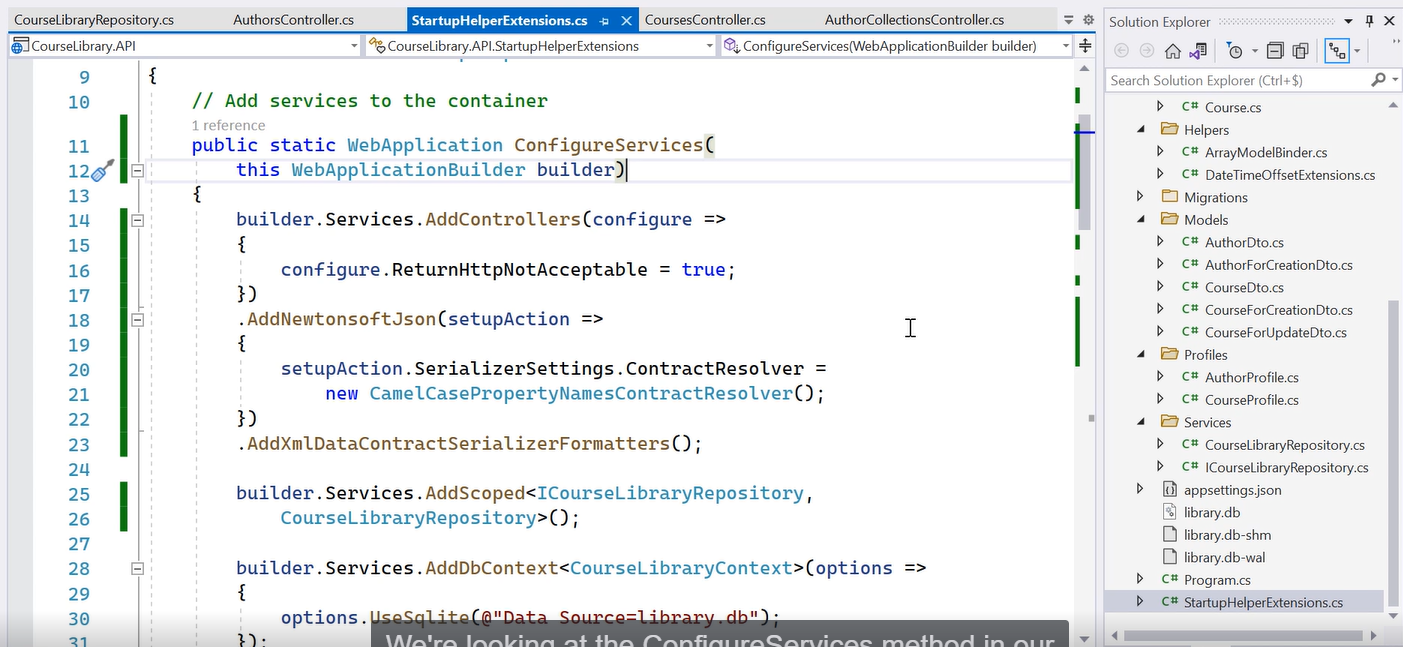 CourseLibraryRepository.cs AuthorsController.cs StartupHelperExtensions.cs CoursesController.cs AuthorCollectionsController.cs
CourseLibrary.API CourseLibrary.API.StartupHelperExtensions ConfigureServices(WebApplicationBuilder builder)
9 {
10 // Add services to the container
1 reference
11 public static WebApplication ConfigureServices(
12 this WebApplicationBuilder builder)
13 {
14 builder.Services.AddControllers(configure =>
15 {
16 configure.ReturnHttpNotAcceptable = true;
17 })
18 .AddNewtonsoftJson(setupAction =>
19 {
20 setupAction.SerializerSettings.ContractResolver =
21 new CamelCasePropertyNamesContractResolver();
22 })
23 .AddXmlDataContractSerializerFormatters();
24
25 builder.Services.AddScoped<ICourseLibraryRepository,
26 CourseLibraryRepository>();
27
28 builder.Services.AddDbContext<CourseLibraryContext>(options =>
29 {
30 options.UseSqlite(@"Data Source=library.db");
31 });
We're looking at the ConfigureServices method in our
Solution Explorer
Search Solution Explorer (Ctrl+$)
C# Course.cs
Helpers
C# ArrayModelBinder.cs
C# DateTimeOffsetExtensions.cs
Migrations
Models
C# AuthorDto.cs
C# AuthorForCreationDto.cs
C# CourseDto.cs
C# CourseForCreationDto.cs
C# CourseForUpdateDto.cs
Profiles
C# AuthorProfile.cs
C# CourseProfile.cs
Services
C# CourseLibraryRepository.cs
C# ICourseLibraryRepository.cs
appsettings.json
library.db
library.db-shm
library.db-wal
C# Program.cs
C# StartupHelperExtensions.cs